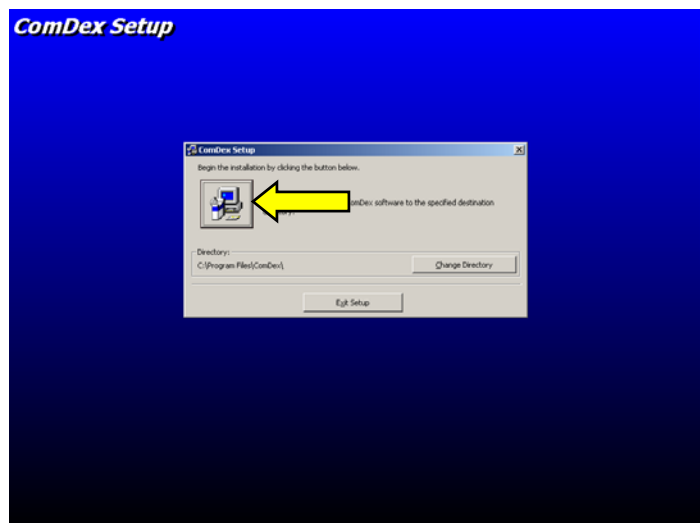 ComDex Setup
ComDex Setup
Begin the installation by clicking the button below.
software to the specified destination
Directory:
C:\Program Files\ComDex\
Change Directory
Exit Setup